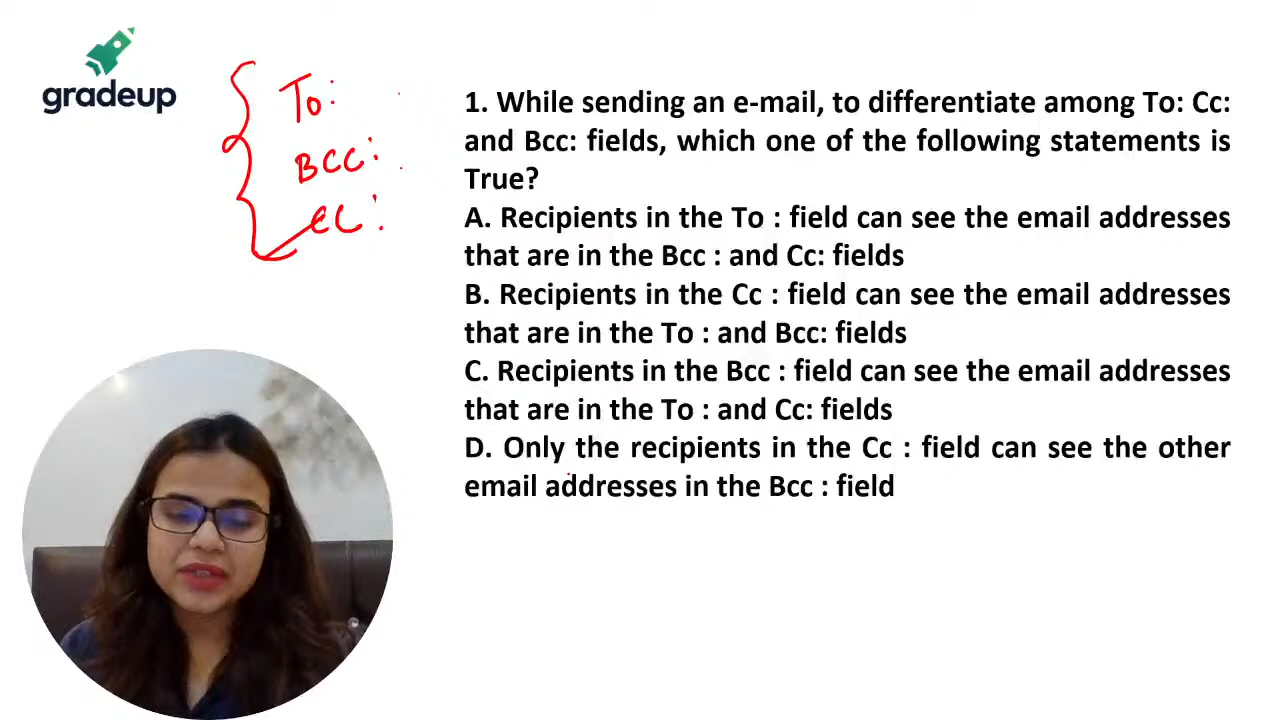 gradeup
To:
BCC:
CC:
1. While sending an e-mail, to differentiate among To: Cc:
and Bcc: fields, which one of the following statements is
True?
A. Recipients in the To : field can see the email addresses
that are in the Bcc : and Cc: fields
B. Recipients in the Cc : field can see the email addresses
that are in the To : and Bcc: fields
C. Recipients in the Bcc : field can see the email addresses
that are in the To : and Cc: fields
D. Only the recipients in the Cc : field can see the other
email addresses in the Bcc : field